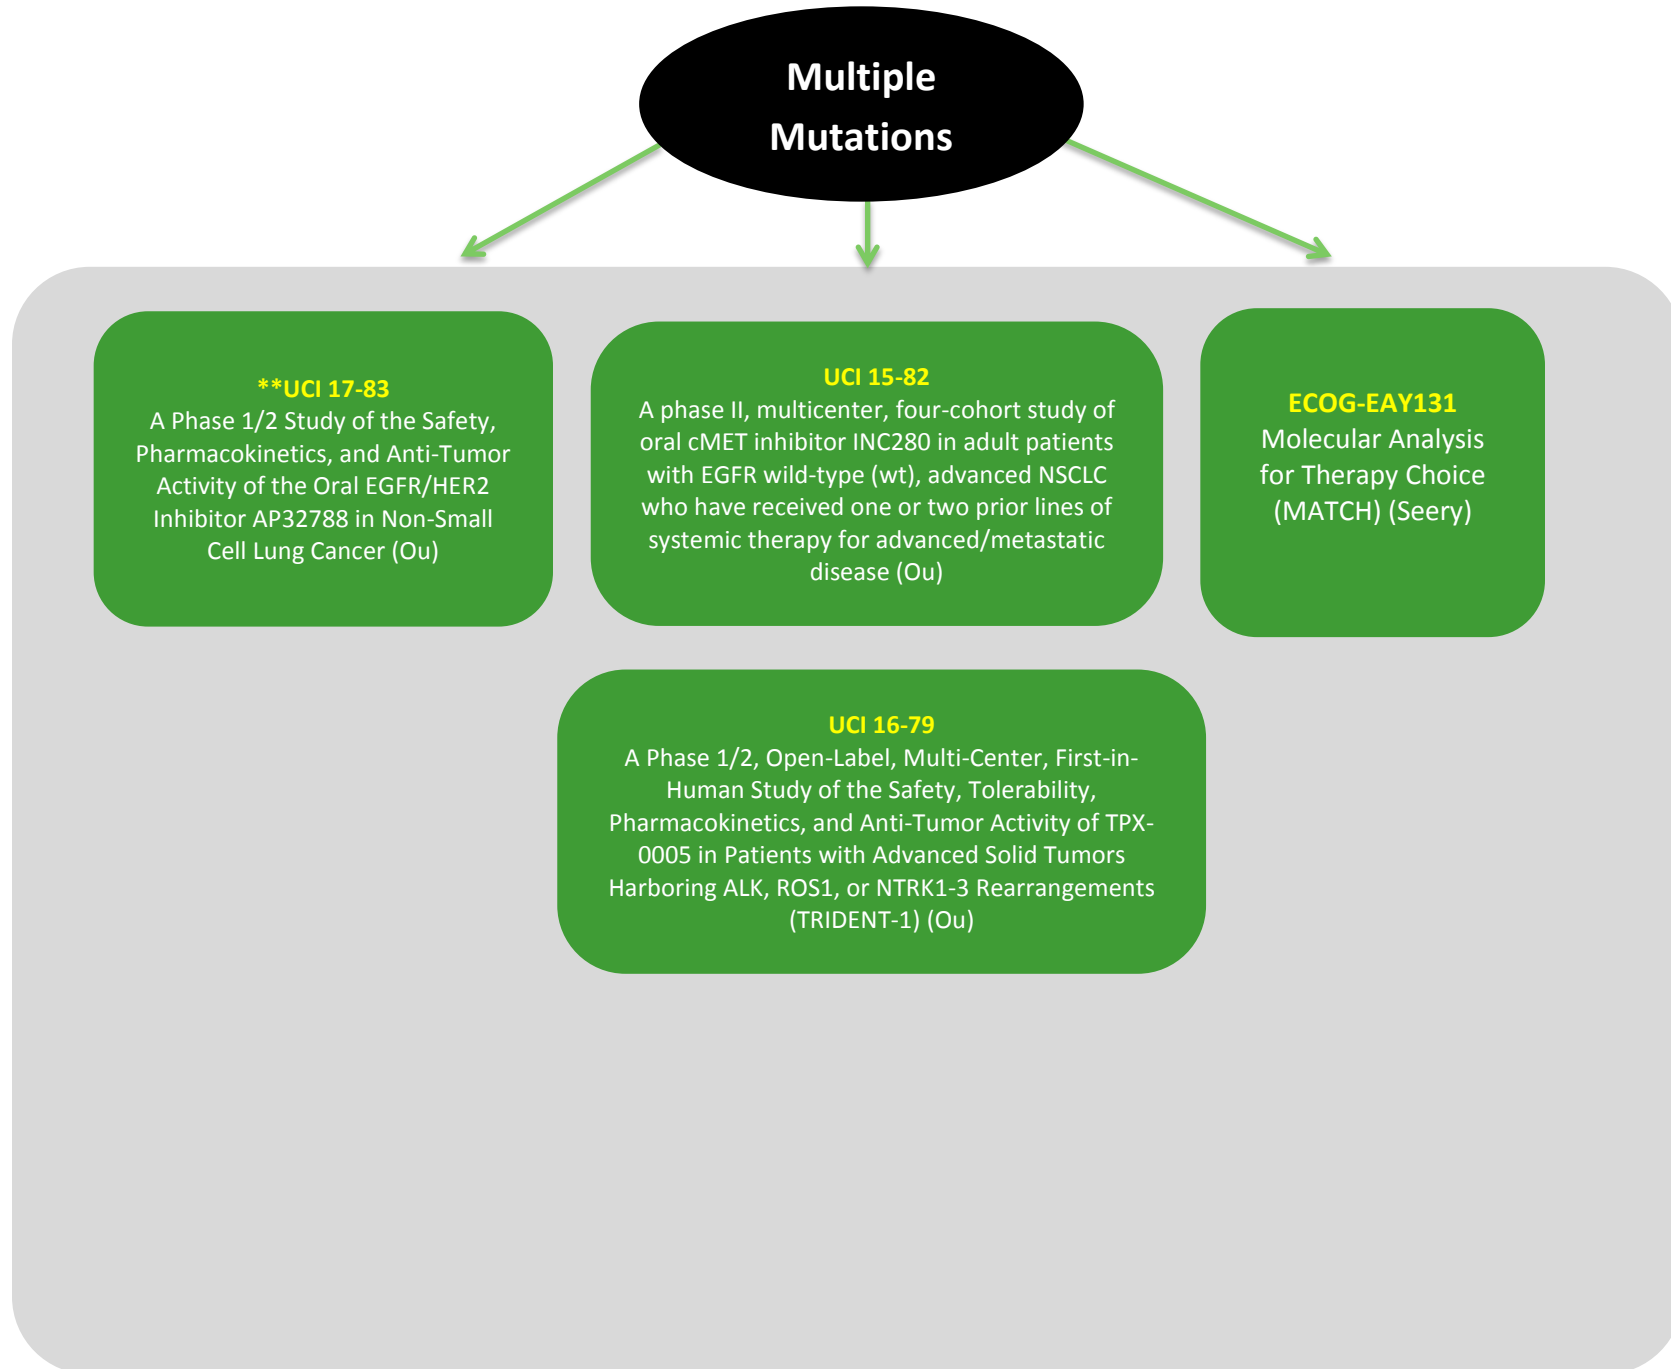 Multiple
Mutations
**UCI 17-83
A Phase 1/2 Study of the Safety,
Pharmacokinetics, and Anti-Tumor
Activity of the Oral EGFR/HER2
Inhibitor AP32788 in Non-Small
Cell Lung Cancer (Ou)
UCI 15-82
A phase II, multicenter, four-cohort study of
oral cMET inhibitor INC280 in adult patients
with EGFR wild-type (wt), advanced NSCLC
who have received one or two prior lines of
systemic therapy for advanced/metastatic
disease (Ou)
ECOG-EAY131
Molecular Analysis
for Therapy Choice
(MATCH) (Seery)
UCI 16-79
A Phase 1/2, Open-Label, Multi-Center, First-in-
Human Study of the Safety, Tolerability,
Pharmacokinetics, and Anti-Tumor Activity of TPX-
0005 in Patients with Advanced Solid Tumors
Harboring ALK, ROS1, or NTRK1-3 Rearrangements
(TRIDENT-1) (Ou)